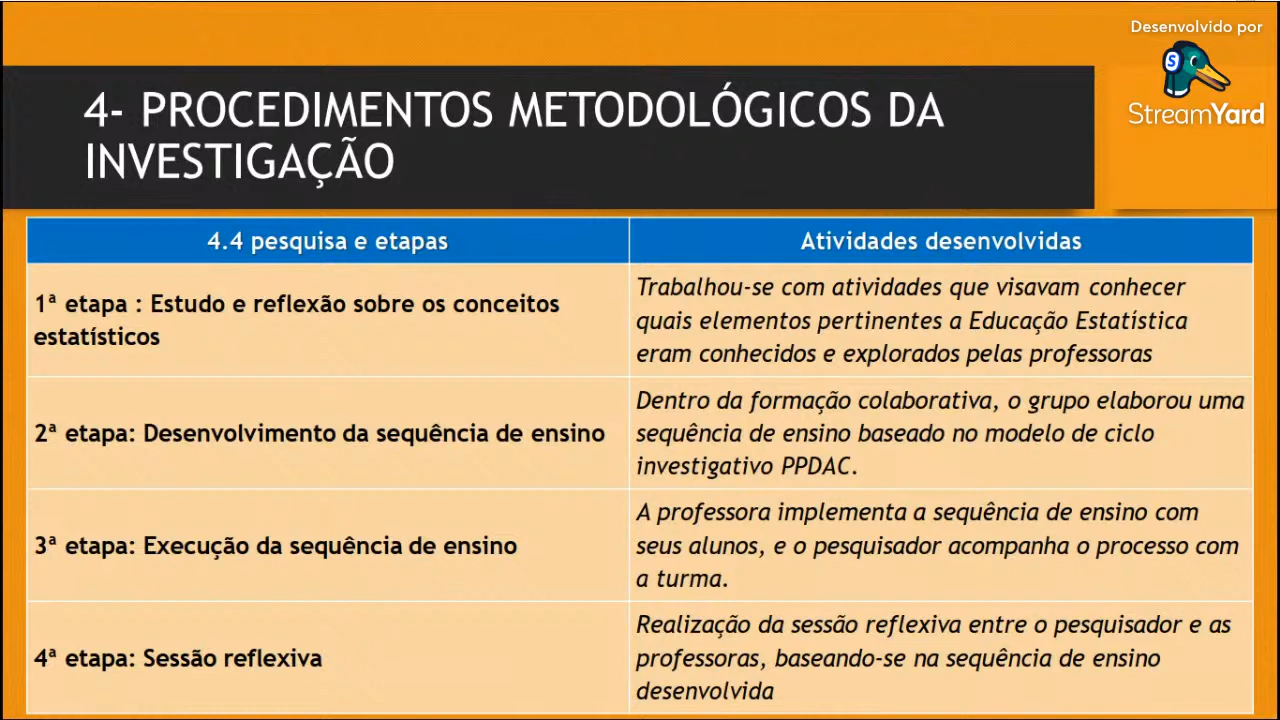 Desenvolvido por
StreamYard
4- PROCEDIMENTOS METODOLÓGICOS DA
INVESTIGAÇÃO
4.4 pesquisa e etapas
Atividades desenvolvidas
1ª etapa : Estudo e reflexão sobre os conceitos
estatísticos
Trabalhou-se com atividades que visavam conhecer
quais elementos pertinentes a Educação Estatística
eram conhecidos e explorados pelas professoras
2ª etapa: Desenvolvimento da sequência de ensino
Dentro da formação colaborativa, o grupo elaborou uma
sequência de ensino baseado no modelo de ciclo
investigativo PPDAC.
3ª etapa: Execução da sequência de ensino
A professora implementa a sequência de ensino com
seus alunos, e o pesquisador acompanha o processo com
a turma.
4ª etapa: Sessão reflexiva
Realização da sessão reflexiva entre o pesquisador e as
professoras, baseando-se na sequência de ensino
desenvolvida